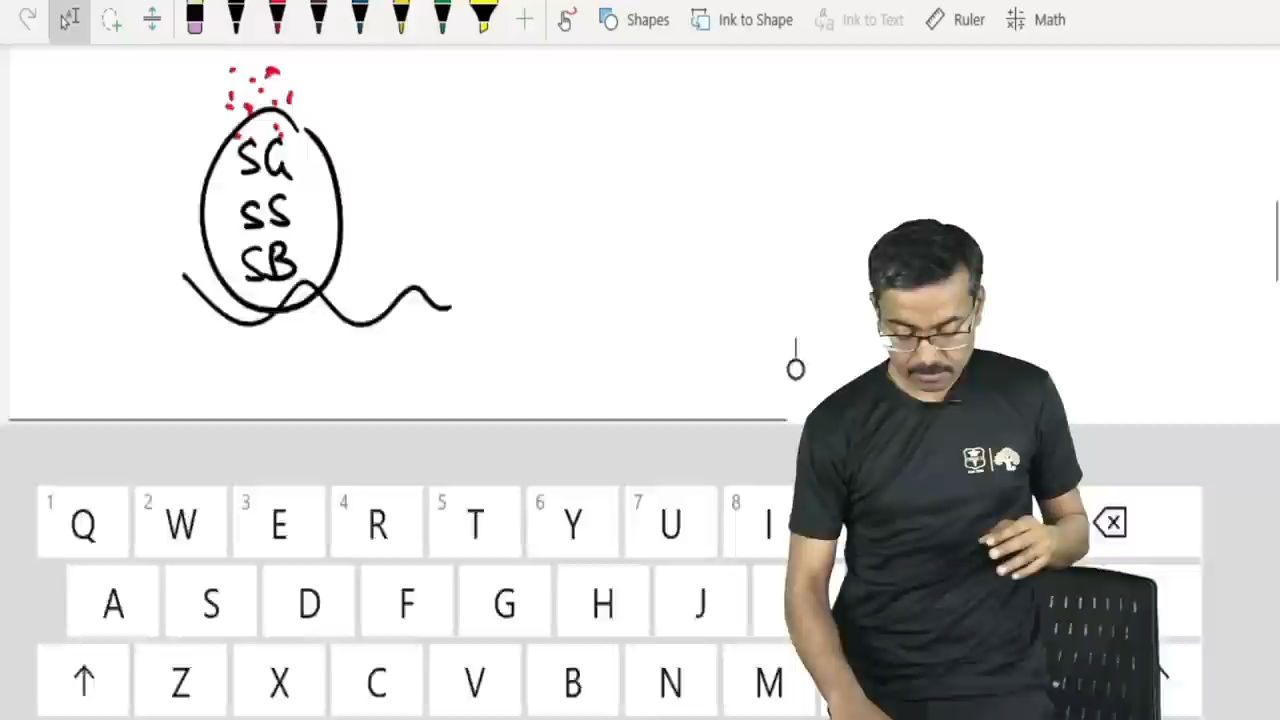 Shapes
Ink to Shape
Ink to Text
Ruler
Math
SG
SS
SB
1 2 3 4 5 6 7 8
Q W E R T Y U I
A S D F G H J
Z X C V B N M